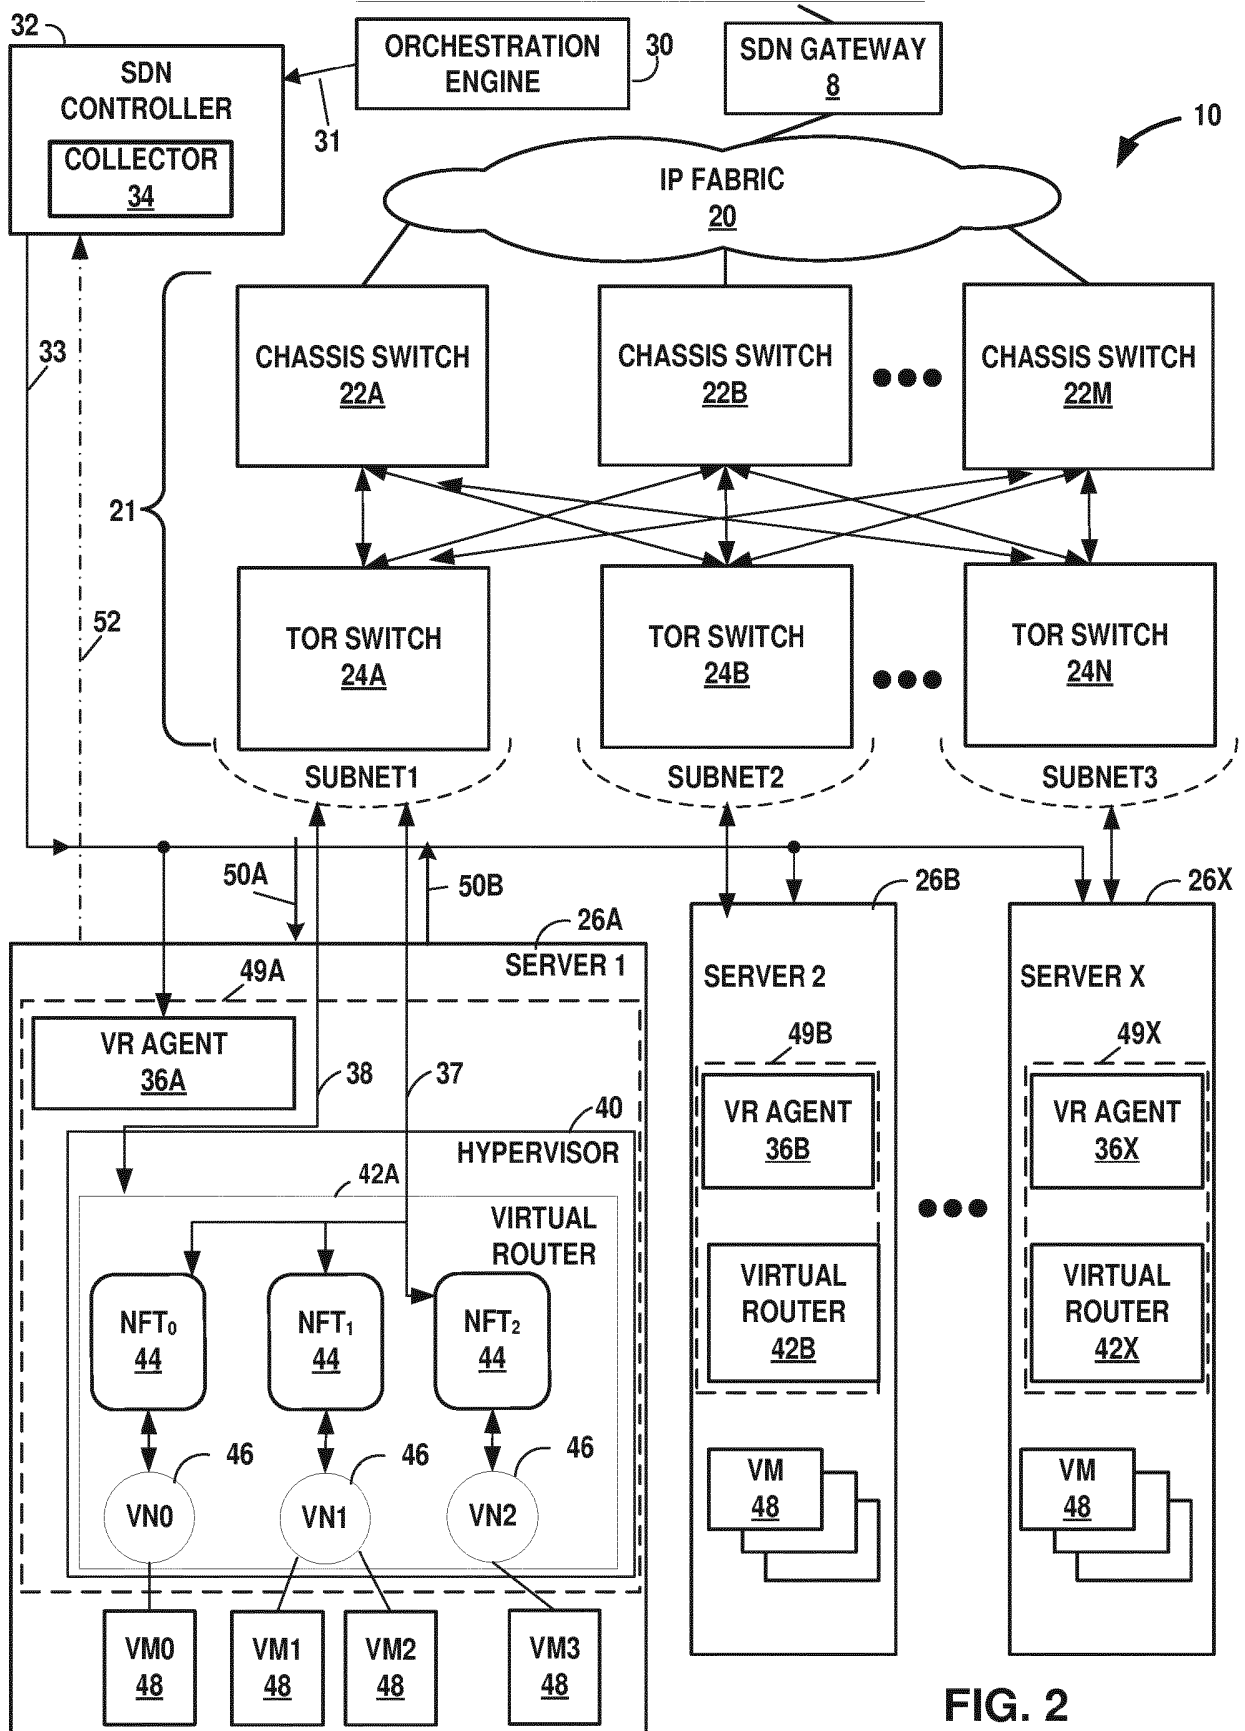 32
SDN
CONTROLLER
COLLECTOR
34
31
ORCHESTRATION
ENGINE
30
SDN GATEWAY
8
10
IP FABRIC
20
33
21
CHASSIS SWITCH
22A
CHASSIS SWITCH
22B
CHASSIS SWITCH
22M
52
TOR SWITCH
24A
TOR SWITCH
24B
TOR SWITCH
24N
SUBNET1
SUBNET2
SUBNET3
50A
50B
26A
26B
26X
SERVER 1
49A
VR AGENT
36A
38
37
40
HYPERVISOR
42A
VIRTUAL
ROUTER
NFT0
44
NFT1
44
NFT2
44
46
46
46
VN0
VN1
VN2
VM0
48
VM1
48
VM2
48
VM3
48
SERVER 2
49B
VR AGENT
36B
VIRTUAL
ROUTER
42B
VM
48
SERVER X
49X
VR AGENT
36X
VIRTUAL
ROUTER
42X
VM
48
FIG. 2